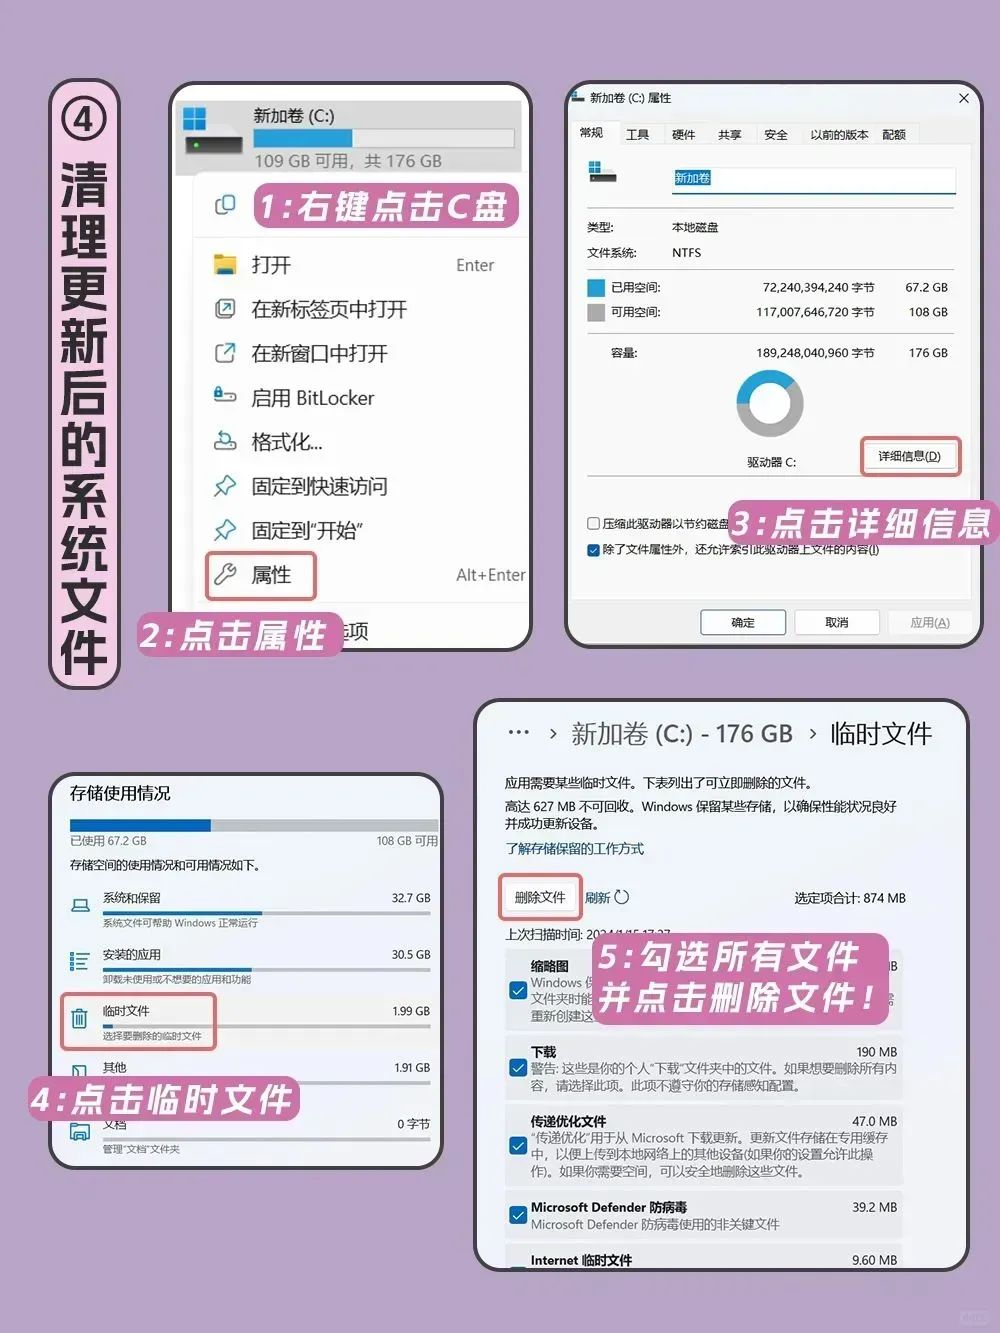 ④清理更新后的系统文件
新加卷 (C:)
109 GB 可用，共 176 GB
1:右键点击C盘
打开 Enter
在新标签页中打开
在新窗口中打开
启用 BitLocker
格式化...
固定到快速访问
固定到"开始"
属性 Alt+Enter
2:点击属性
选项
新加卷 (C:) 属性
常规 工具 硬件 共享 安全 以前的版本 配额
新加卷
类型: 本地磁盘
文件系统: NTFS
已用空间: 72,240,394,240 字节 67.2 GB
可用空间: 117,007,646,720 字节 108 GB
容量: 189,248,040,960 字节 176 GB
驱动器 C:
详细信息(D)
压缩此驱动器以节约磁盘
3:点击详细信息
除了文件属性外，还允许索引此驱动器上文件的内容(I)
确定 取消 应用(A)
存储使用情况
已使用 67.2 GB 108 GB 可用
存储空间的使用情况和可用情况如下。
系统和保留 32.7 GB
系统文件可帮助 Windows 正常运行
安装的应用 30.5 GB
卸载未使用或不想要的应用和功能
临时文件 1.99 GB
选择要删除的临时文件
其他 1.91 GB
4:点击临时文件
文档 0 字节
管理"文档"文件夹
··· > 新加卷 (C:) - 176 GB > 临时文件
应用需要某些临时文件。下表列出了可立即删除的文件。
高达 627 MB 不可回收。Windows 保留某些存储，以确保性能状况良好
并成功更新设备。
了解存储保留的工作方式
删除文件 刷新 选定项合计: 874 MB
上次扫描时间: 2024/1/15 17:27
5:勾选所有文件
并点击删除文件！
缩略图
Windows 保
文件夹时能
重新创建这
下载 190 MB
警告: 这些是你的个人"下载"文件夹中的文件。如果想要删除所有内
容，请选择此项。此项不遵守你的存储感知配置。
传递优化文件 47.0 MB
"传递优化"用于从 Microsoft 下载更新。更新文件存储在专用缓存
中，以便上传到本地网络上的其他设备(如果你的设置允许此操
作)。如果你需要空间，可以安全地删除这些文件。
Microsoft Defender 防病毒 39.2 MB
Microsoft Defender 防病毒使用的非关键文件
Internet 临时文件 9.60 MB